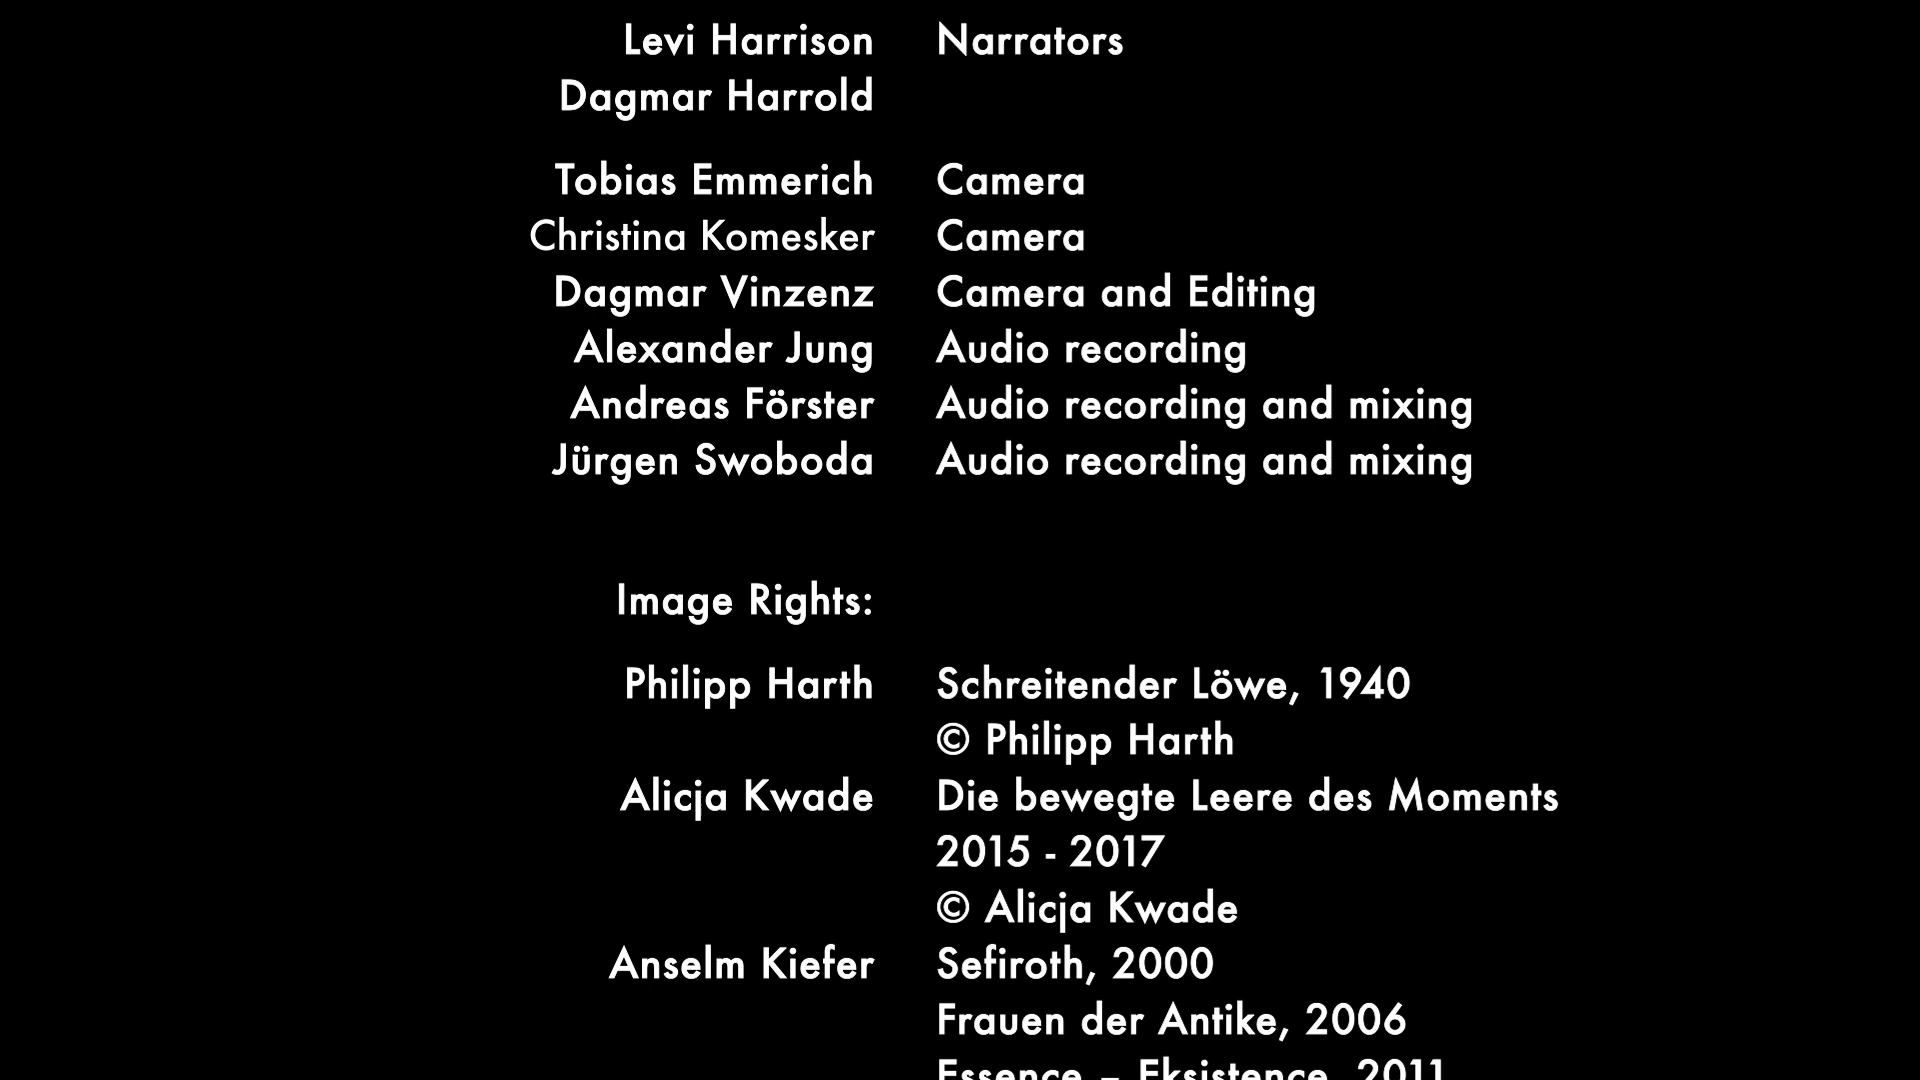 Levi Harrison Narrators
Dagmar Harrold
Tobias Emmerich Camera
Christina Komesker Camera
Dagmar Vinzenz Camera and Editing
Alexander Jung Audio recording
Andreas Förster Audio recording and mixing
Jürgen Swoboda Audio recording and mixing
Image Rights:
Philipp Harth Schreitender Löwe, 1940
© Philipp Harth
Alicja Kwade Die bewegte Leere des Moments
2015 - 2017
© Alicja Kwade
Anselm Kiefer Sefiroth, 2000
Frauen der Antike, 2006
Essence – Eksistence, 2011